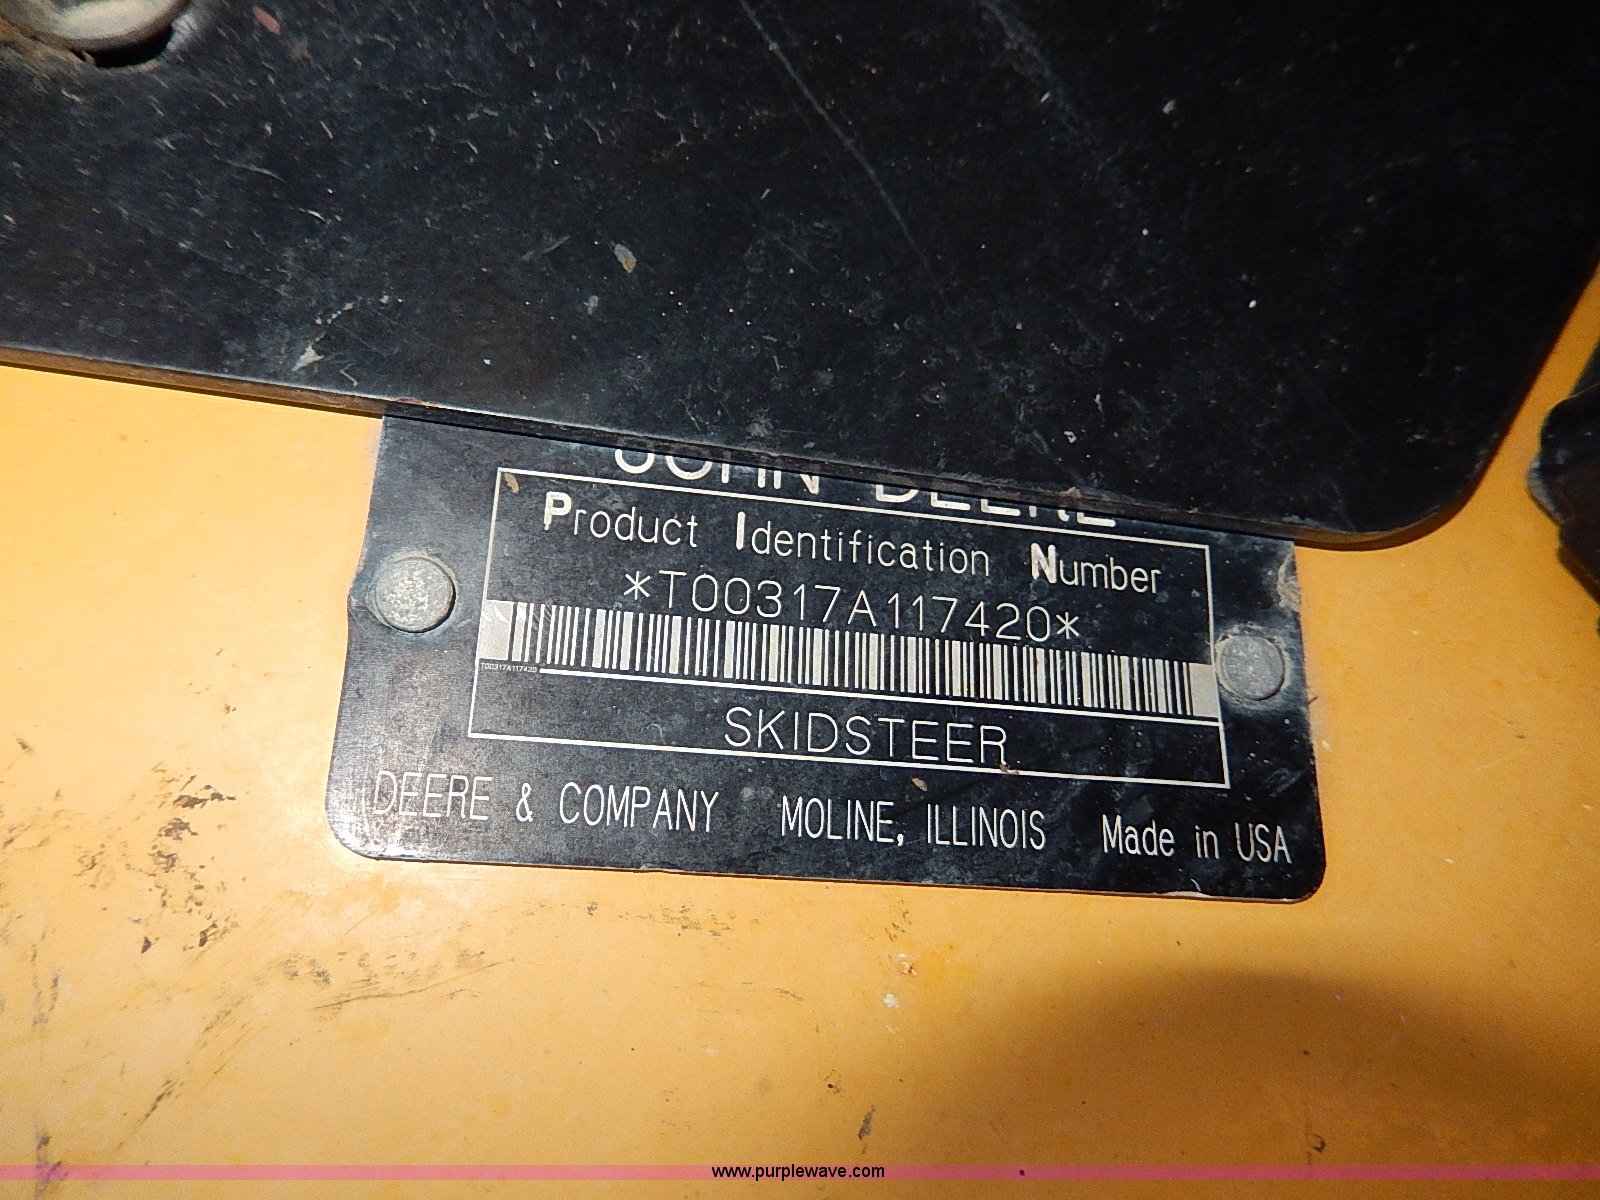 JOHN DEERE
Product Identification Number
*T00317A117420*
T00317A117420
SKIDSTEER
DEERE & COMPANY MOLINE, ILLINOIS Made in USA
www.purplewave.com